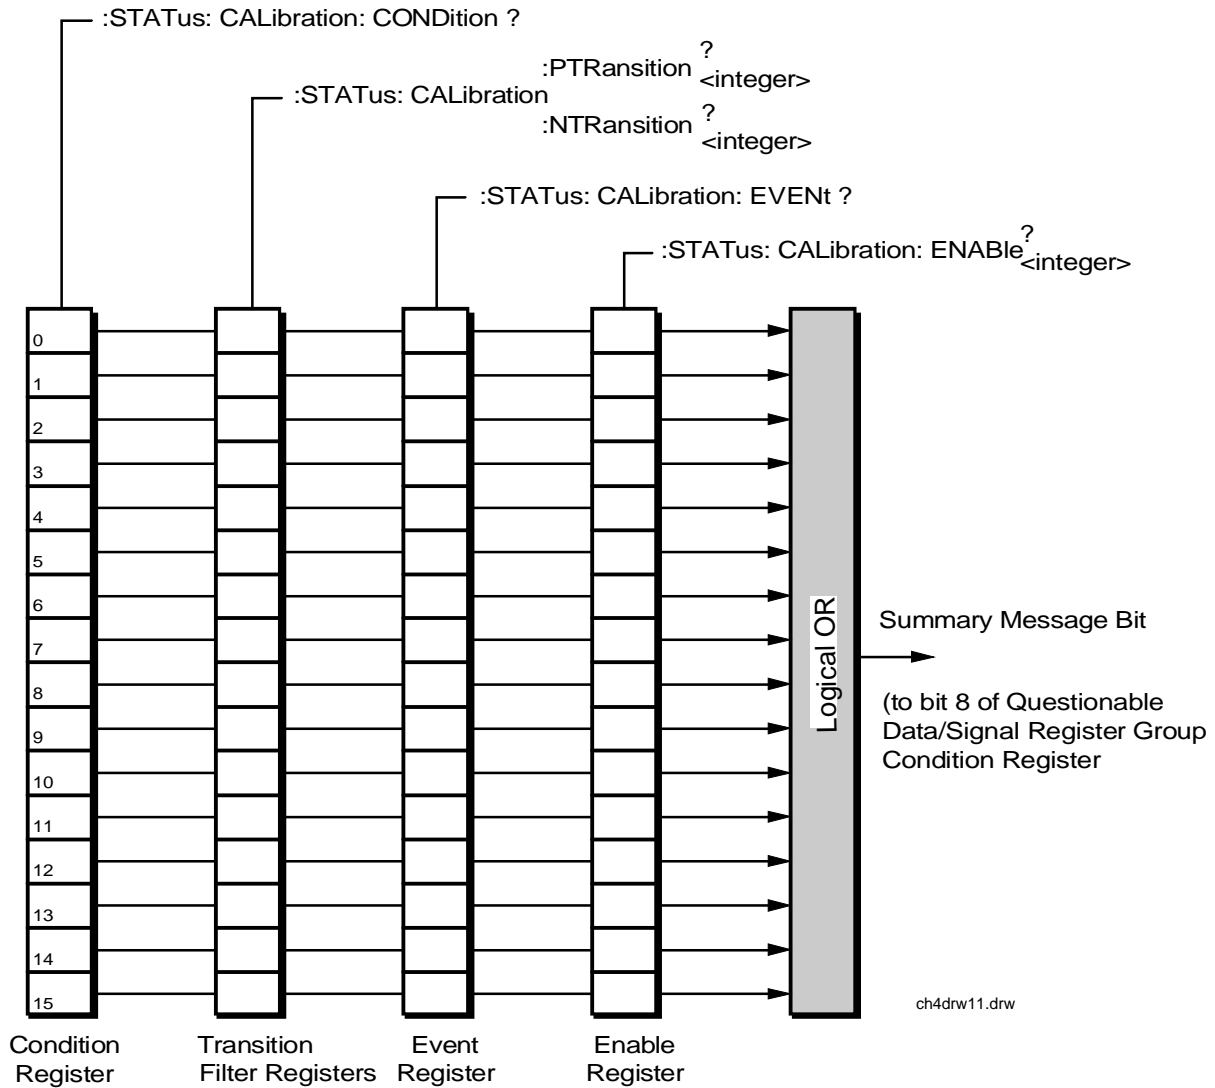 :STATus: CALibration: CONDition ?
?
:PTRansition
<integer>
:STATus: CALibration
?
:NTRansition
<integer>
:STATus: CALibration: EVENt ?
?
:STATus: CALibration: ENABle
<integer>
0
1
2
3
4
5
6
7
8
9
10
11
12
13
14
15
Logical OR
Summary Message Bit
(to bit 8 of Questionable
Data/Signal Register Group
Condition Register
ch4drw11.drw
Condition
Register
Transition
Filter Registers
Event
Register
Enable
Register